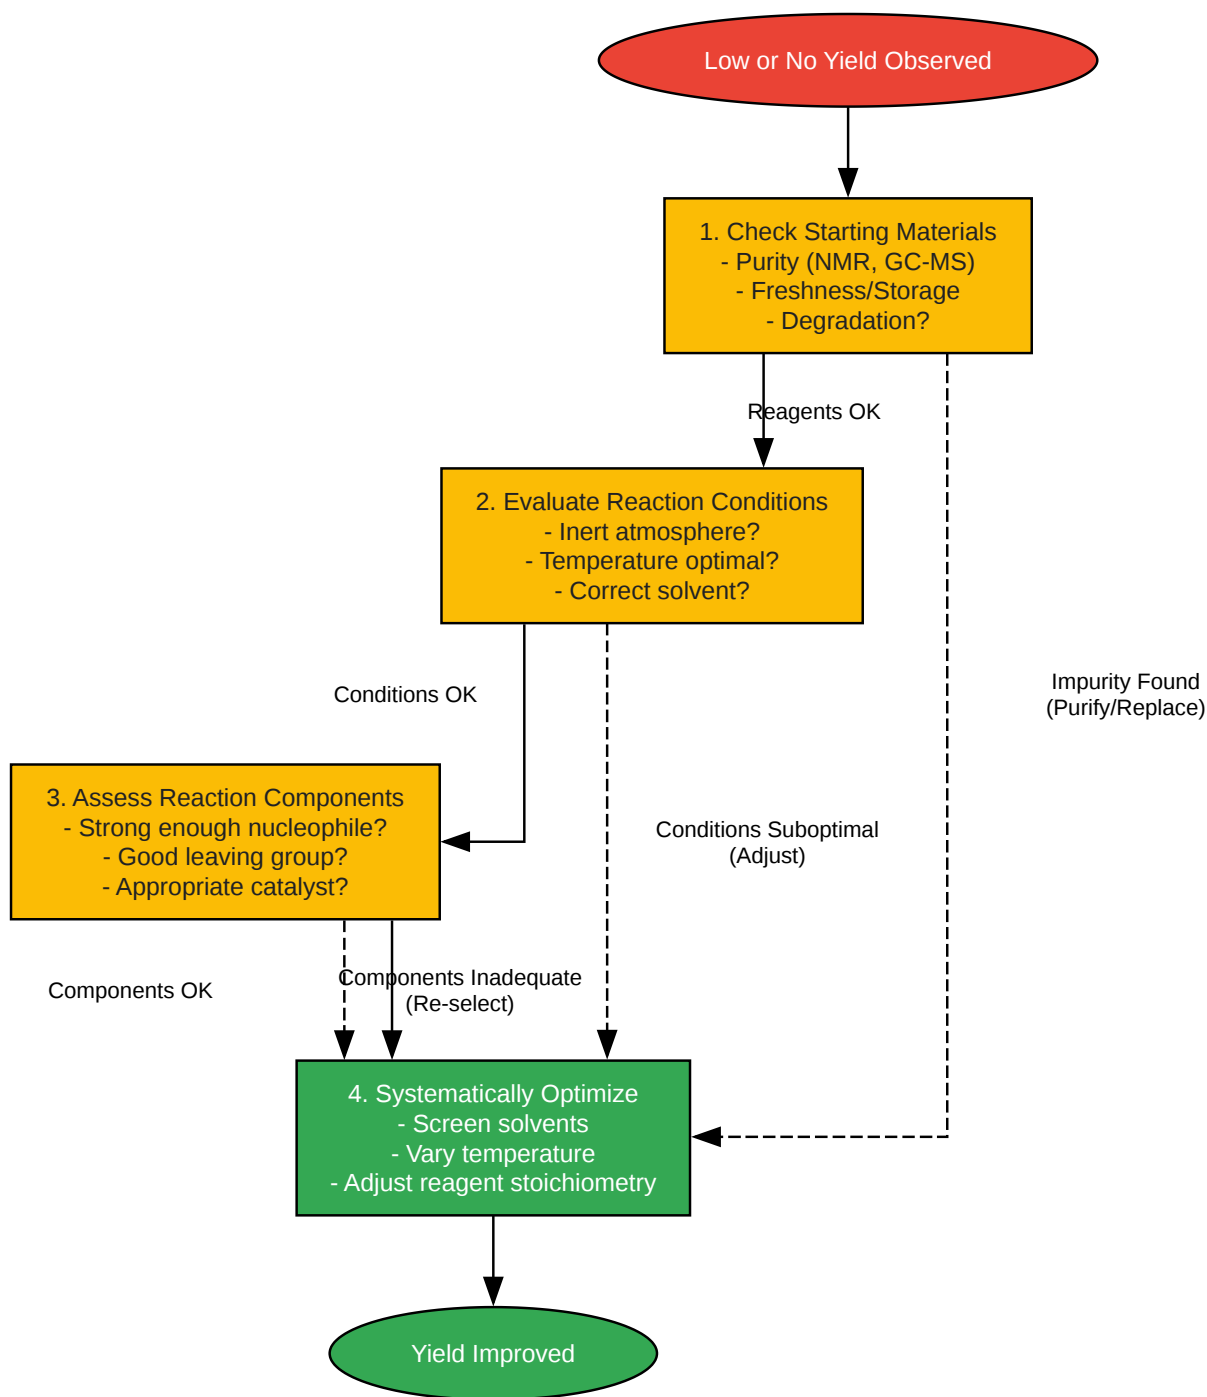 Low or No Yield Observed
1. Check Starting Materials
- Purity (NMR, GC-MS)
- Freshness/Storage
- Degradation?
Reagents OK
2. Evaluate Reaction Conditions
- Inert atmosphere?
- Temperature optimal?
- Correct solvent?
Conditions OK
Impurity Found
(Purify/Replace)
3. Assess Reaction Components
- Strong enough nucleophile?
- Good leaving group?
- Appropriate catalyst?
Conditions Suboptimal
(Adjust)
Components OK
Components Inadequate
(Re-select)
4. Systematically Optimize
- Screen solvents
- Vary temperature
- Adjust reagent stoichiometry
Yield Improved